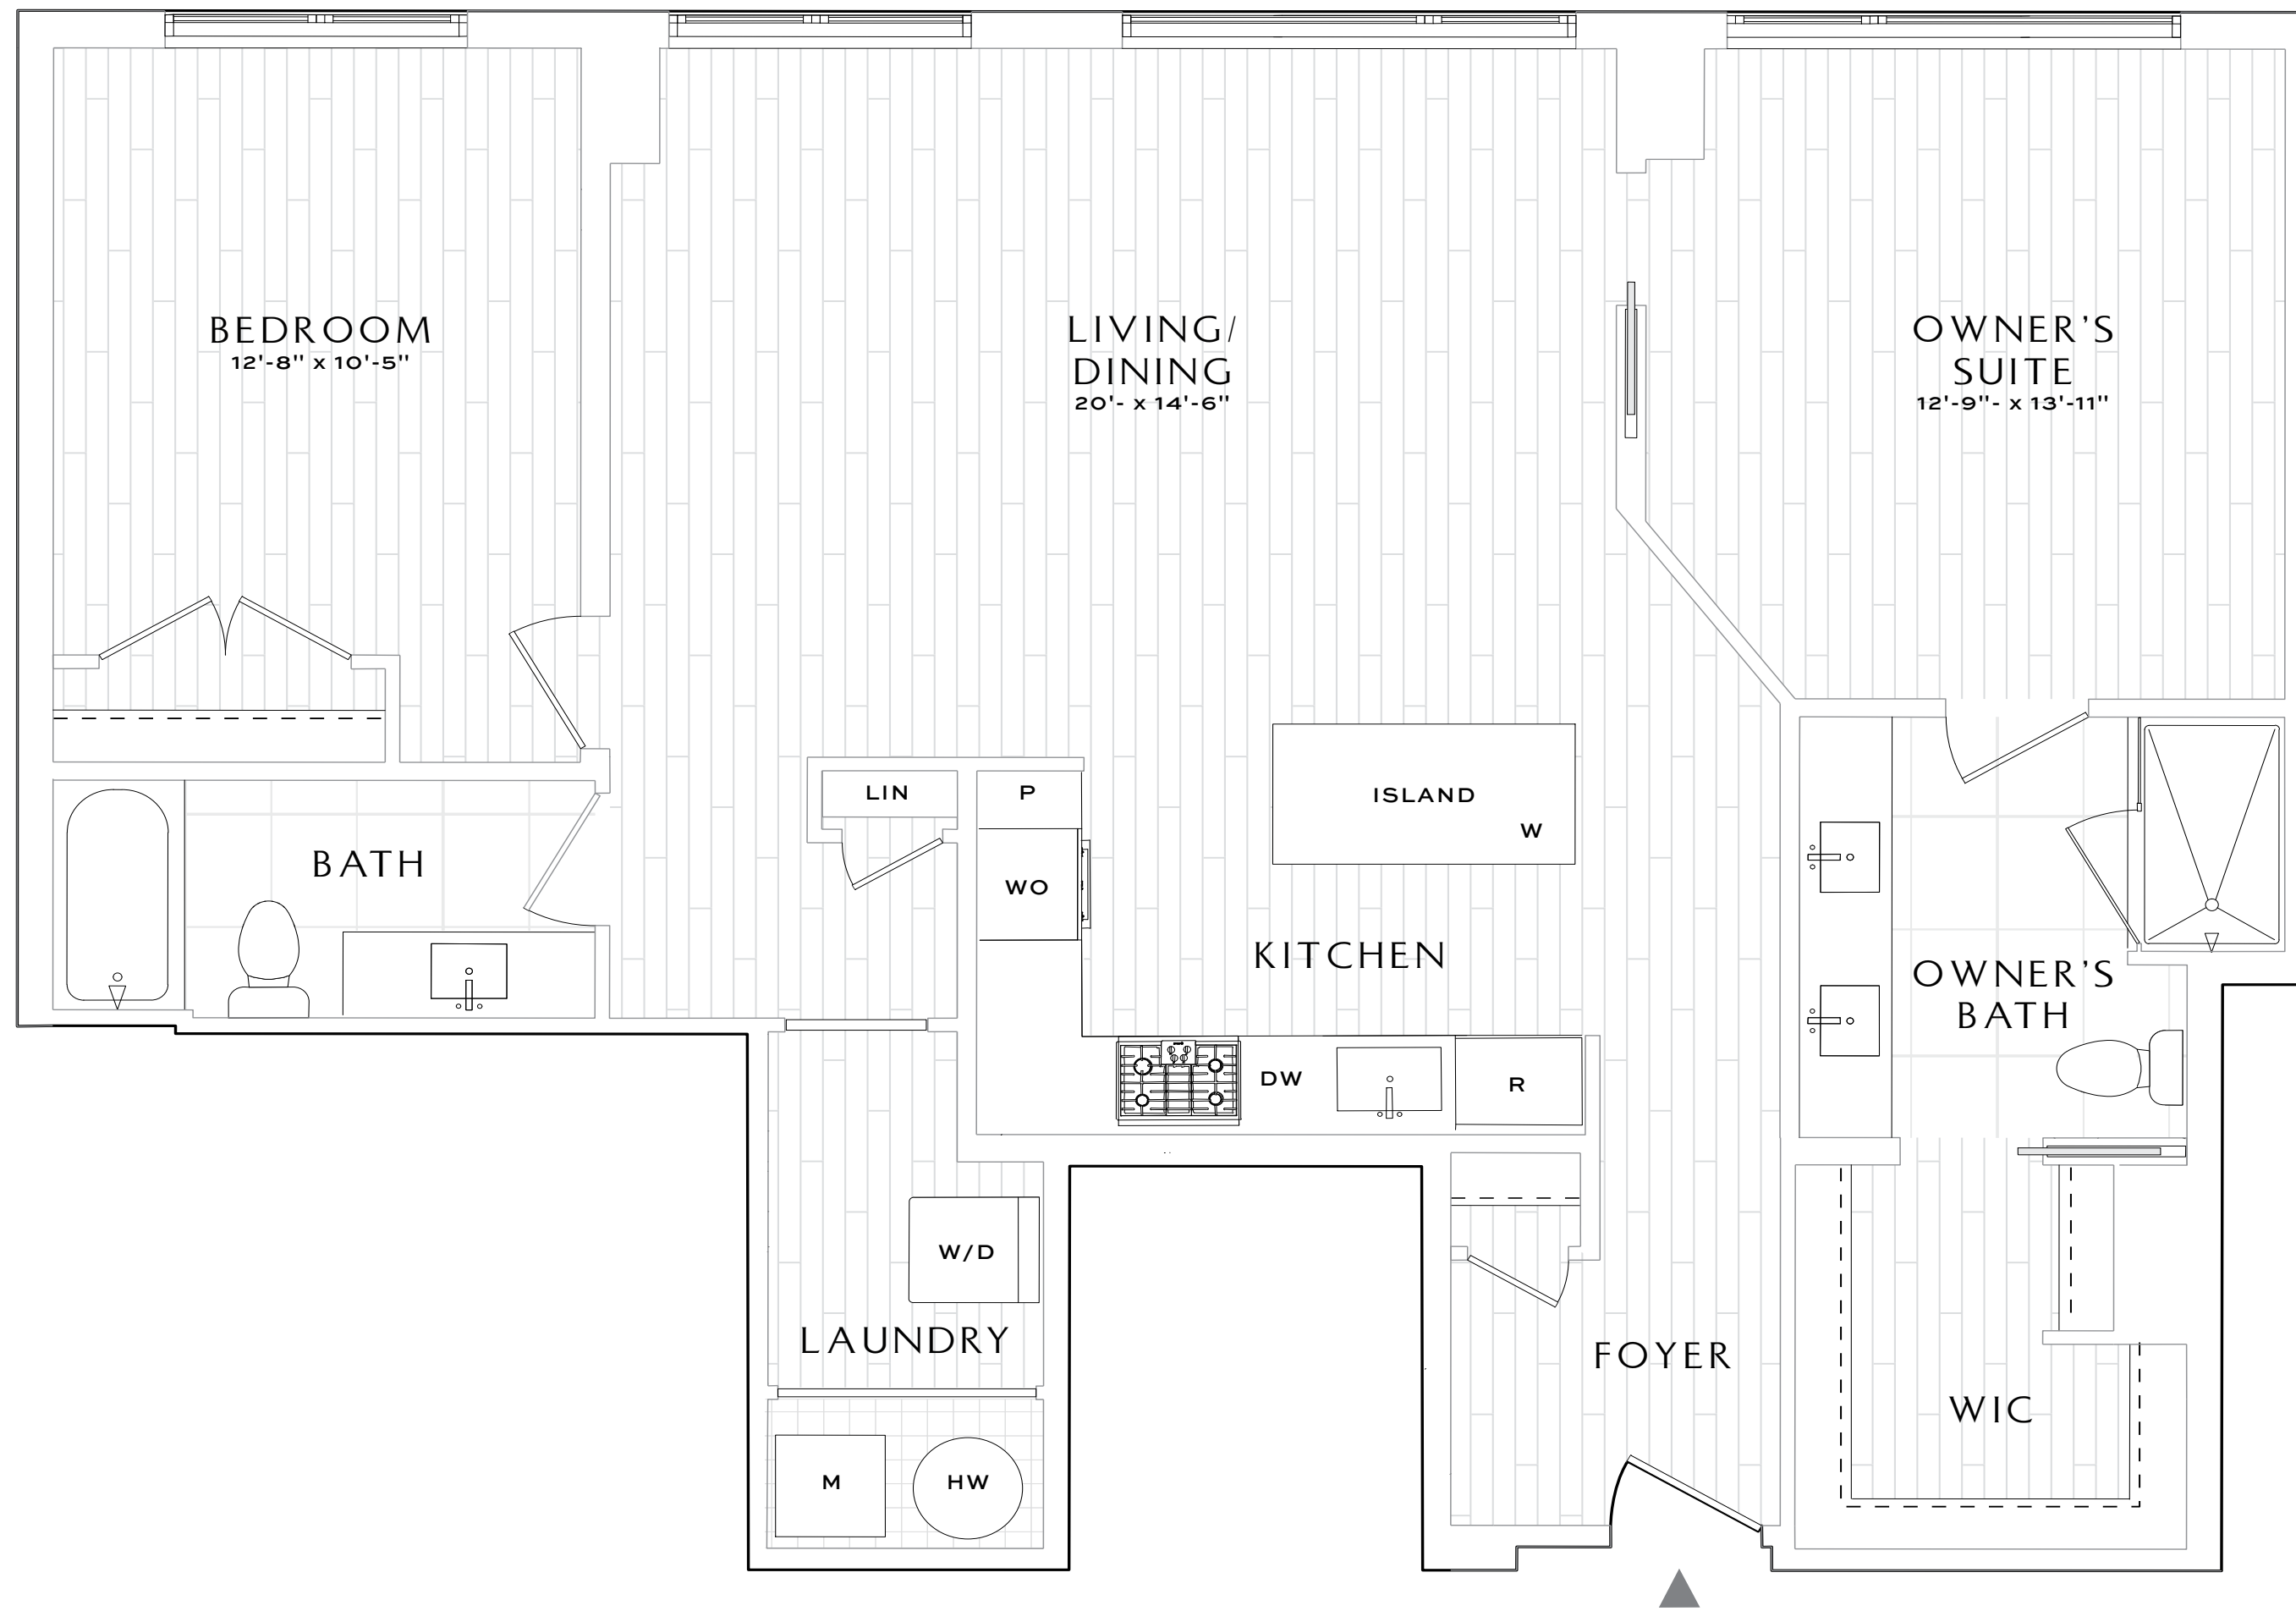 BEDROOM
12'-8" x 10'-5"
LIVING/
DINING
20'- x 14'-6"
OWNER'S
SUITE
12'-9"- x 13'-11"
LIN
P
ISLAND
W
BATH
WO
KITCHEN
OWNER'S
BATH
DW
R
W/D
LAUNDRY
FOYER
WIC
M
HW